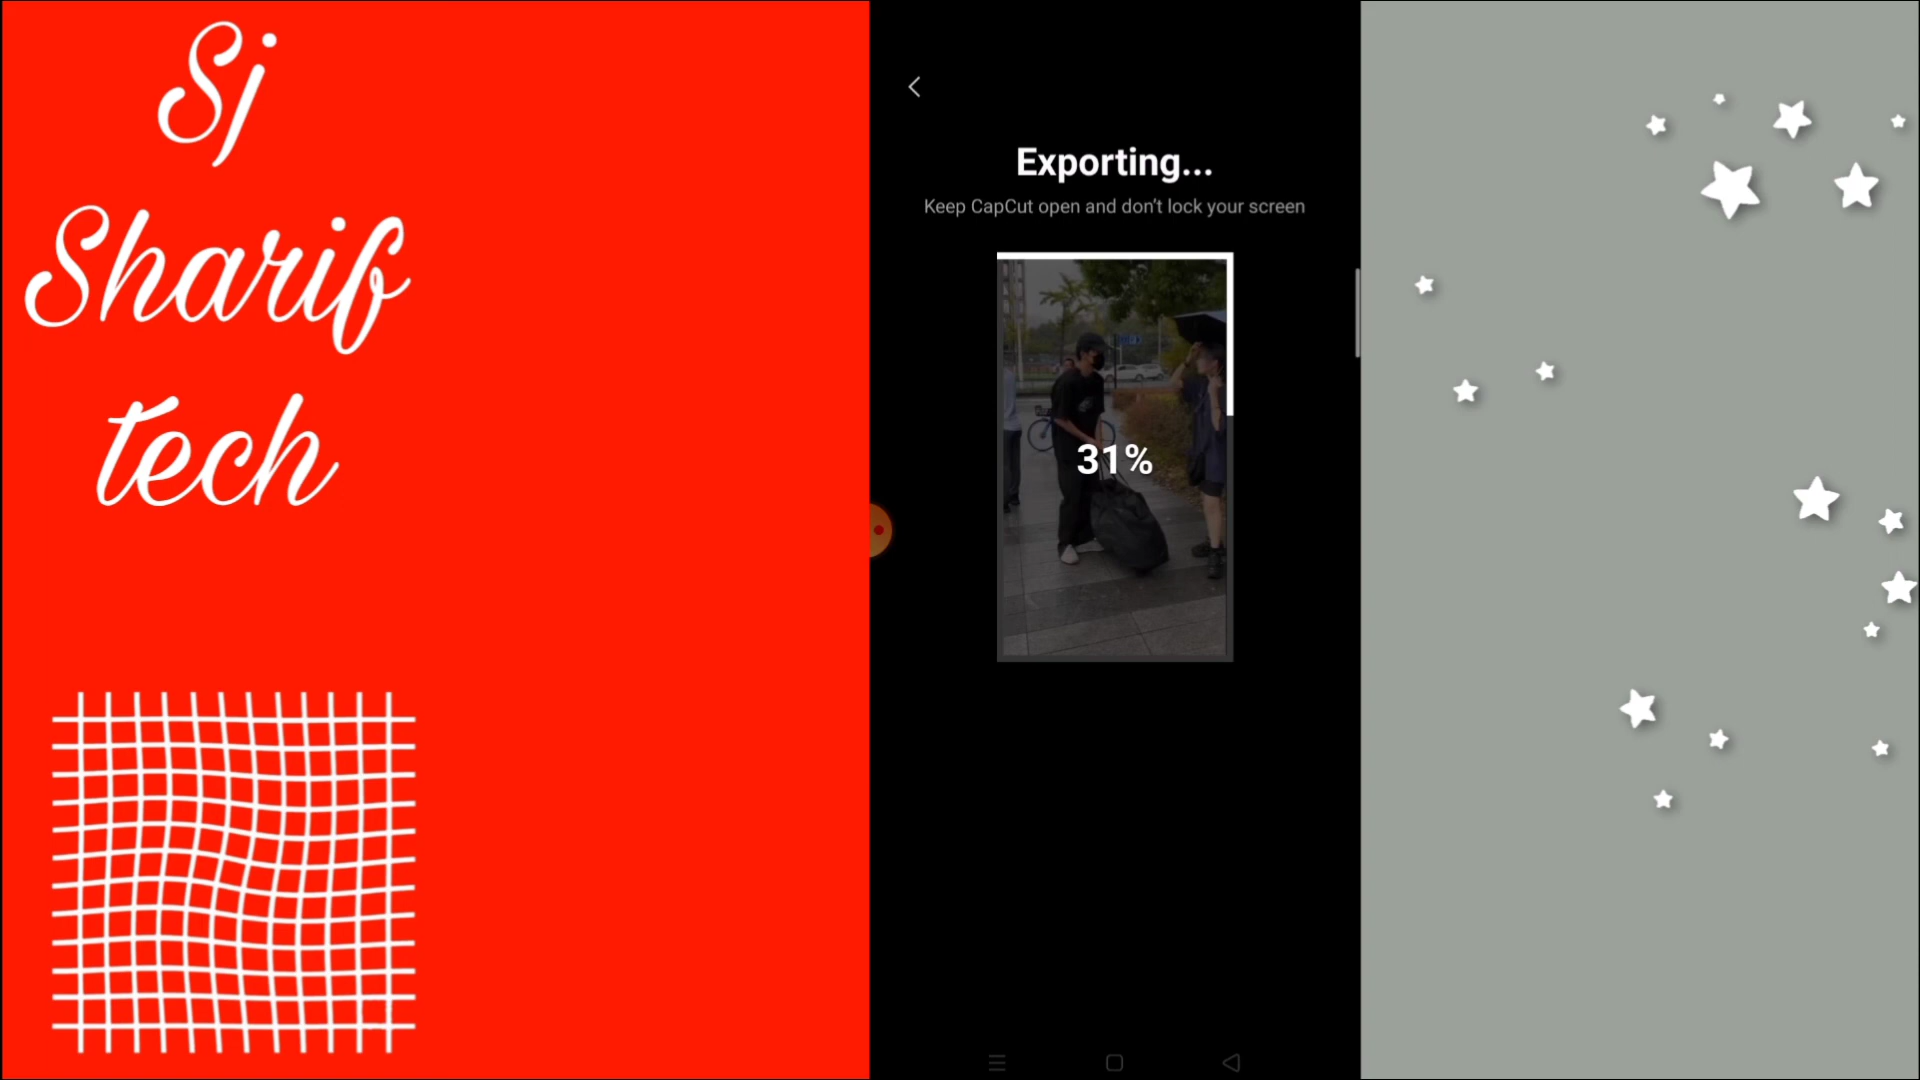 Sj
Sharif
tech
Exporting...
Keep CapCut open and don't lock your screen
31%